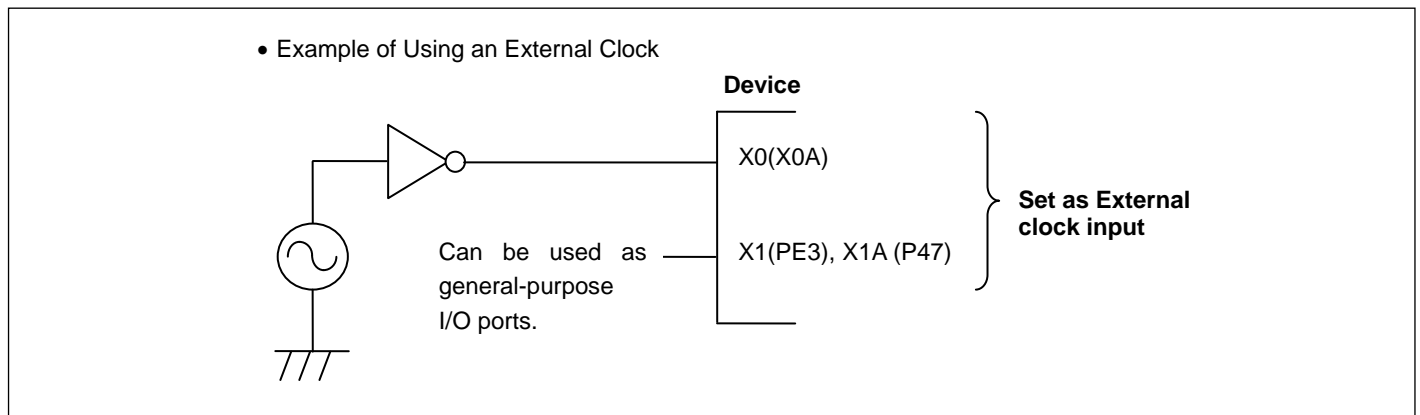 • Example of Using an External Clock
Device
X0(X0A)
Set as External
clock input
Can be used as
general-purpose
I/O ports.
X1(PE3), X1A (P47)